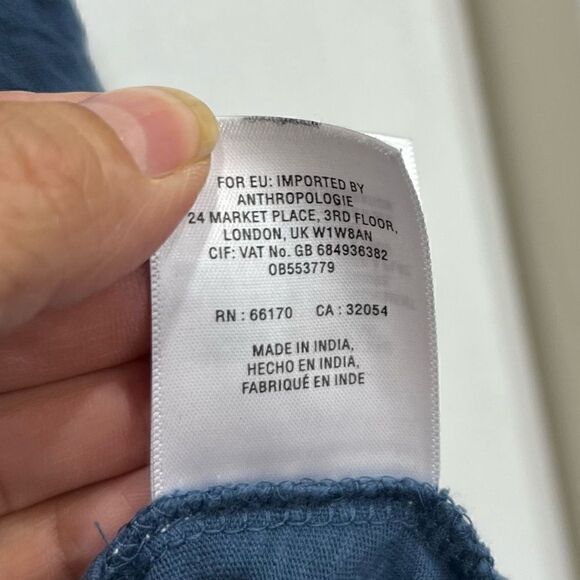 FOR EU: IMPORTED BY
ANTHROPOLOGIE
24 MARKET PLACE, 3RD FLOOR,
LONDON, UK W1W8AN
CIF: VAT No. GB 684936382
OB553779
RN : 66170 CA : 32054
MADE IN INDIA,
HECHO EN INDIA,
FABRIQUÉ EN INDE